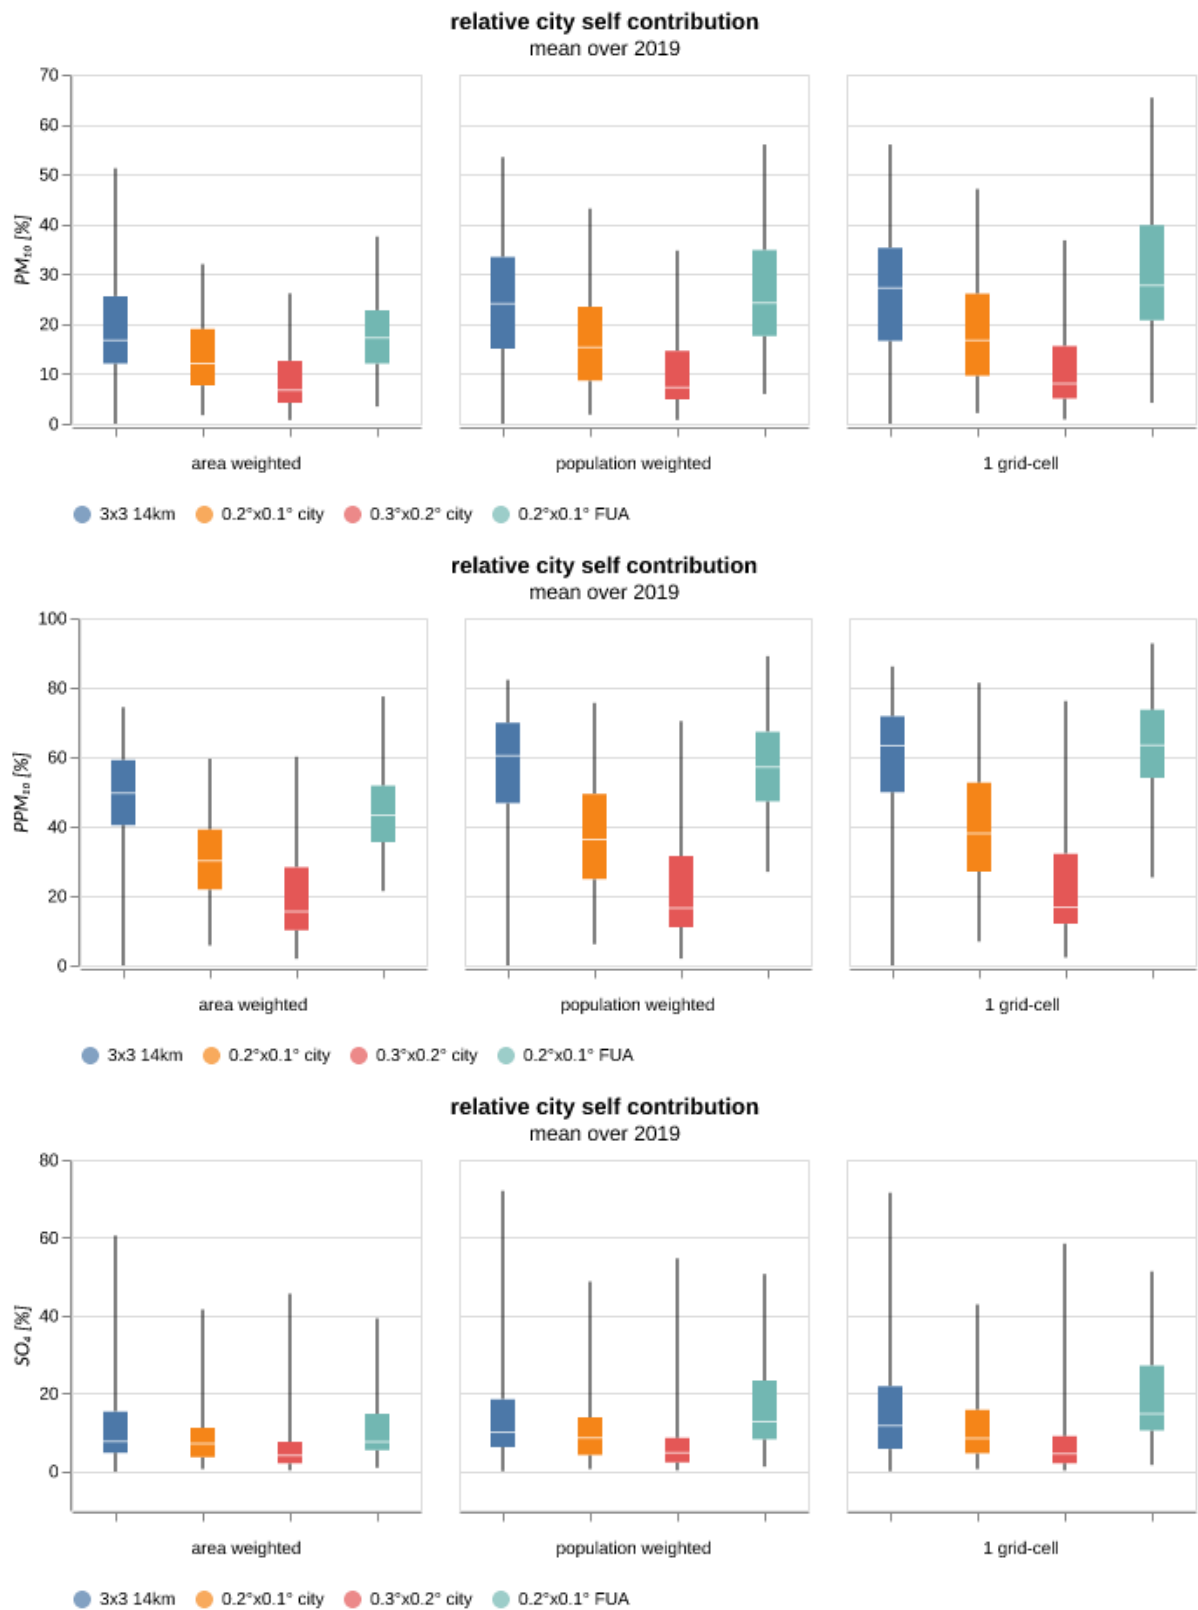 relative city self contribution
mean over 2019
70
60
50
40
30
20
10
0
PM₁₀ [%]
area weighted population weighted 1 grid-cell
3x3 14km 0.2°x0.1° city 0.3°x0.2° city 0.2°x0.1° FUA
relative city self contribution
mean over 2019
100
80
60
40
20
0
PPM₁₀ [%]
area weighted population weighted 1 grid-cell
3x3 14km 0.2°x0.1° city 0.3°x0.2° city 0.2°x0.1° FUA
relative city self contribution
mean over 2019
80
60
40
20
0
SO₄ [%]
area weighted population weighted 1 grid-cell
3x3 14km 0.2°x0.1° city 0.3°x0.2° city 0.2°x0.1° FUA